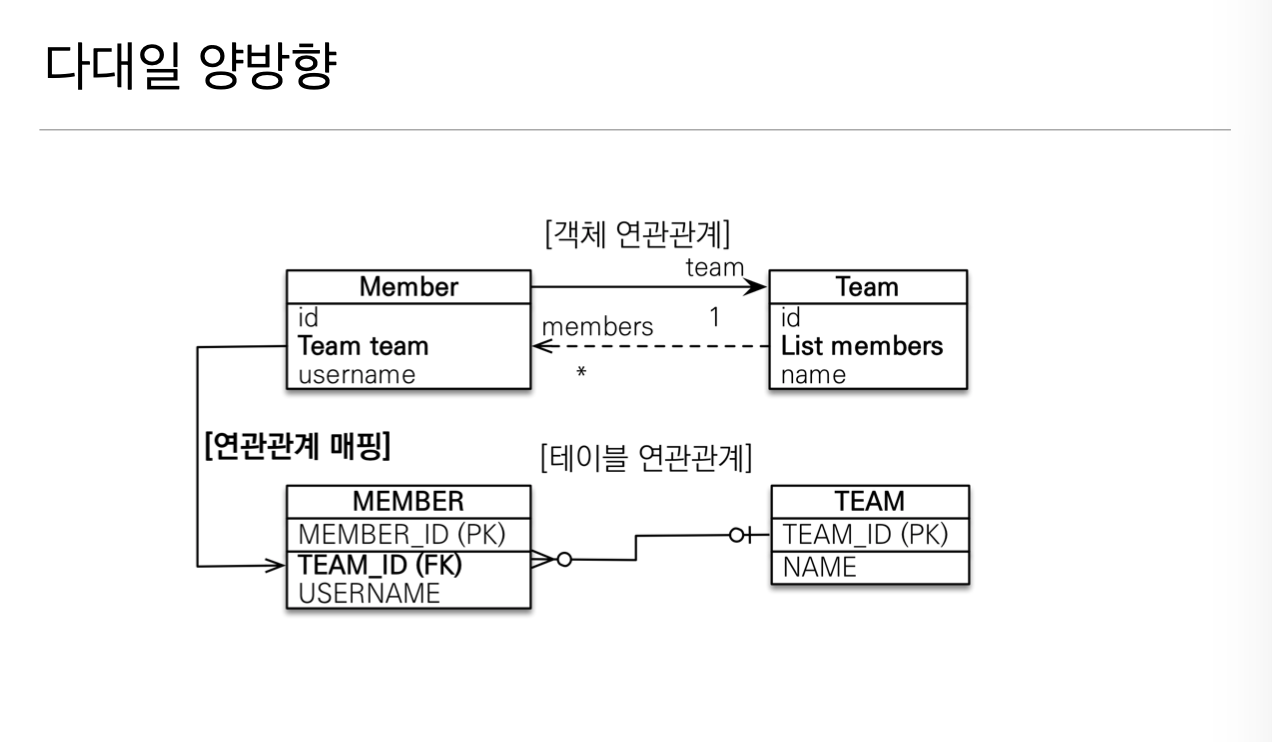 다대일 양방향
[객체 연관관계]
team
Member
Team
id
Team team
username
members
1
*
id
List members
name
[연관관계 매핑]
[테이블 연관관계]
MEMBER
MEMBER_ID (PK)
TEAM_ID (FK)
USERNAME
TEAM
TEAM_ID (PK)
NAME